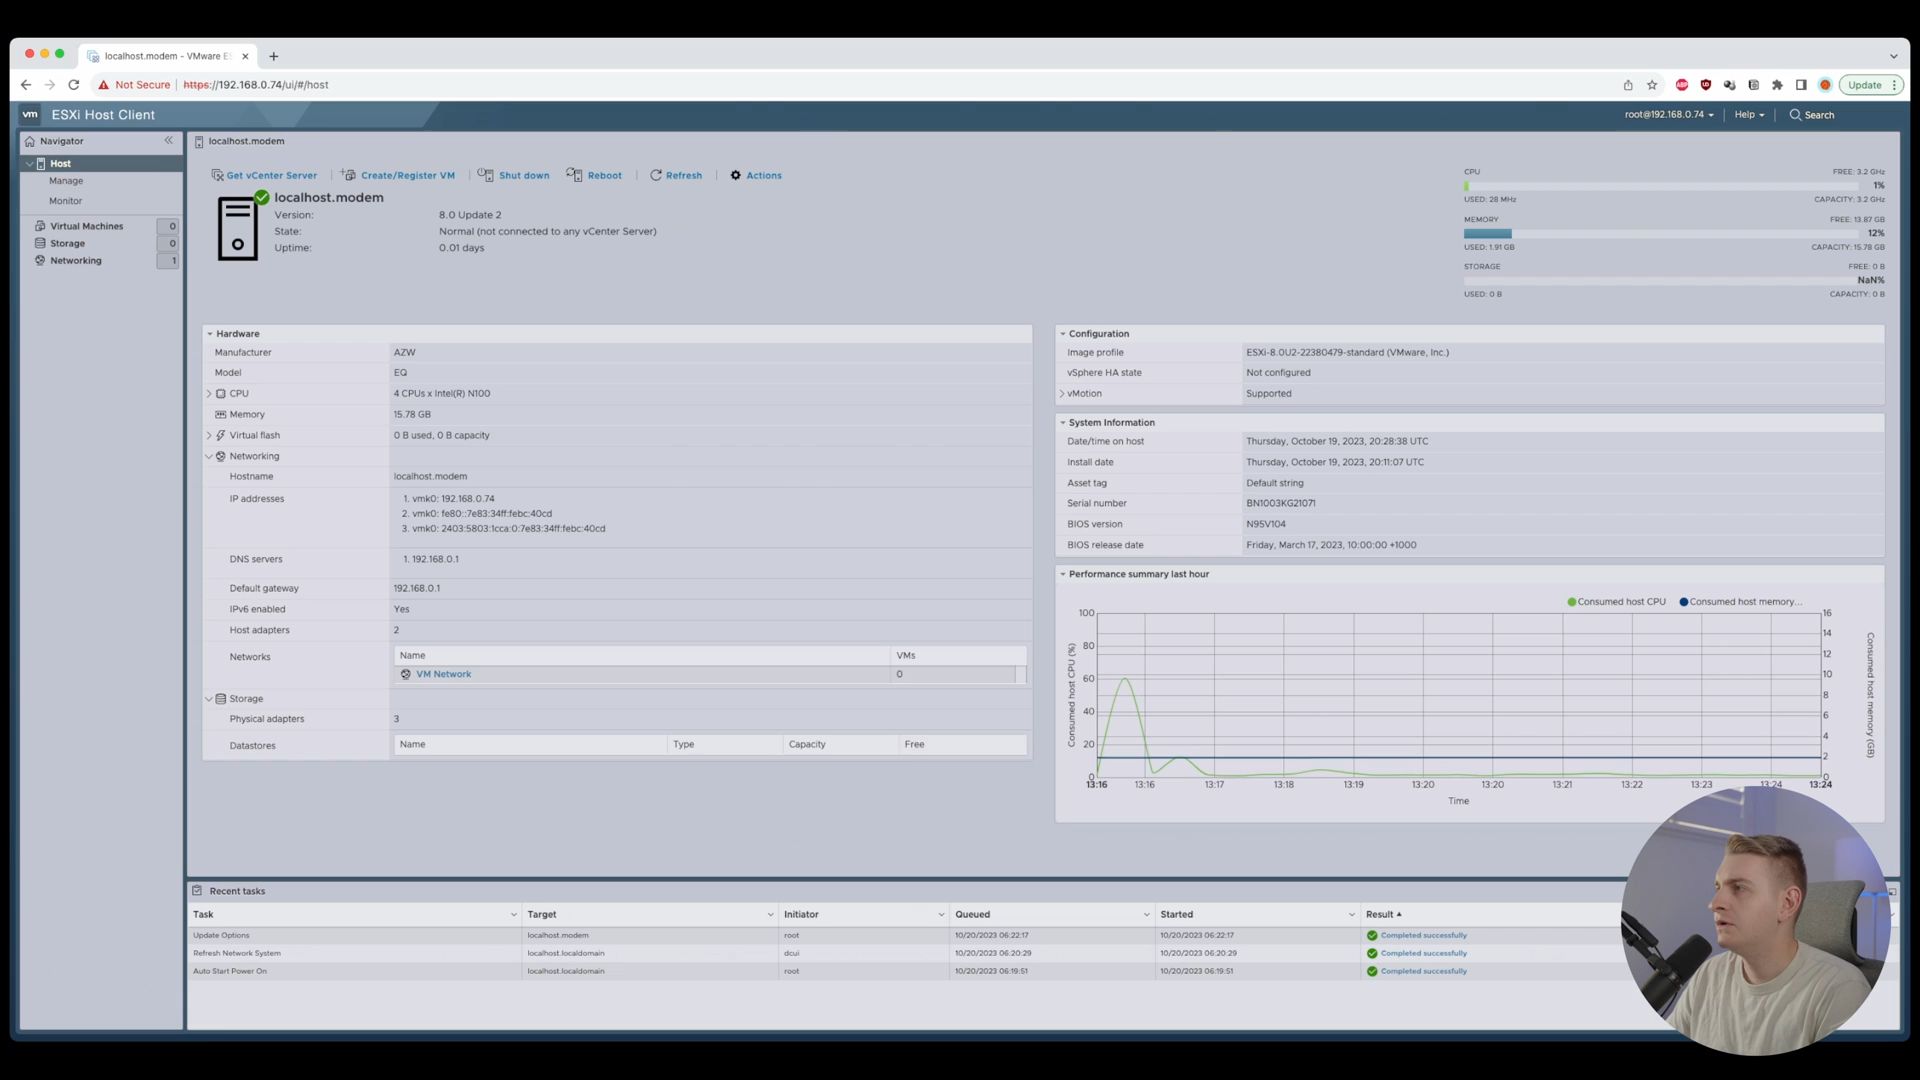 localhost.modem - VMware ES
Not Secure https://192.168.0.74/ui/#/host
Update
vm ESXi Host Client
root@192.168.0.74 Help Search
Navigator
Host
Manage
Monitor
Virtual Machines 0
Storage 0
Networking 1
localhost.modem
Get vCenter Server Create/Register VM Shut down Reboot Refresh Actions
localhost.modem
Version: 8.0 Update 2
State: Normal (not connected to any vCenter Server)
Uptime: 0.01 days
CPU FREE: 3.2 GHz
1%
USED: 28 MHz CAPACITY: 3.2 GHz
MEMORY FREE: 13.87 GB
12%
USED: 1.91 GB CAPACITY: 15.78 GB
STORAGE FREE: 0 B
NaN%
USED: 0 B CAPACITY: 0 B
Hardware
Manufacturer AZW
Model EQ
CPU 4 CPUs x Intel(R) N100
Memory 15.78 GB
Virtual flash 0 B used, 0 B capacity
Networking
Hostname localhost.modem
IP addresses 1. vmk0: 192.168.0.74
2. vmk0: fe80::7e83:34ff:febc:40cd
3. vmk0: 2403:5803:1cca:0:7e83:34ff:febc:40cd
DNS servers 1. 192.168.0.1
Default gateway 192.168.0.1
IPv6 enabled Yes
Host adapters 2
Networks Name VMs
VM Network 0
Storage
Physical adapters 3
Datastores Name Type Capacity Free
Configuration
Image profile ESXi-8.0U2-22380479-standard (VMware, Inc.)
vSphere HA state Not configured
vMotion Supported
System Information
Date/time on host Thursday, October 19, 2023, 20:28:38 UTC
Install date Thursday, October 19, 2023, 20:11:07 UTC
Asset tag Default string
Serial number BN1003KG21071
BIOS version N95V104
BIOS release date Friday, March 17, 2023, 10:00:00 +1000
Performance summary last hour
Consumed host CPU Consumed host memory...
Consumed host CPU (%)
100
80
60
40
20
0
16
14
12
10
8
6
4
2
0
Consumed host memory (GB)
13:16 13:16 13:17 13:18 13:19 13:20 13:20 13:21 13:22 13:23 13:24 13:24
Time
Recent tasks
Task Target Initiator Queued Started Result
Update Options localhost.modem root 10/20/2023 06:22:17 10/20/2023 06:22:17 Completed successfully
Refresh Network System localhost.localdomain dcui 10/20/2023 06:20:29 10/20/2023 06:20:29 Completed successfully
Auto Start Power On localhost.localdomain root 10/20/2023 06:19:51 10/20/2023 06:19:51 Completed successfully